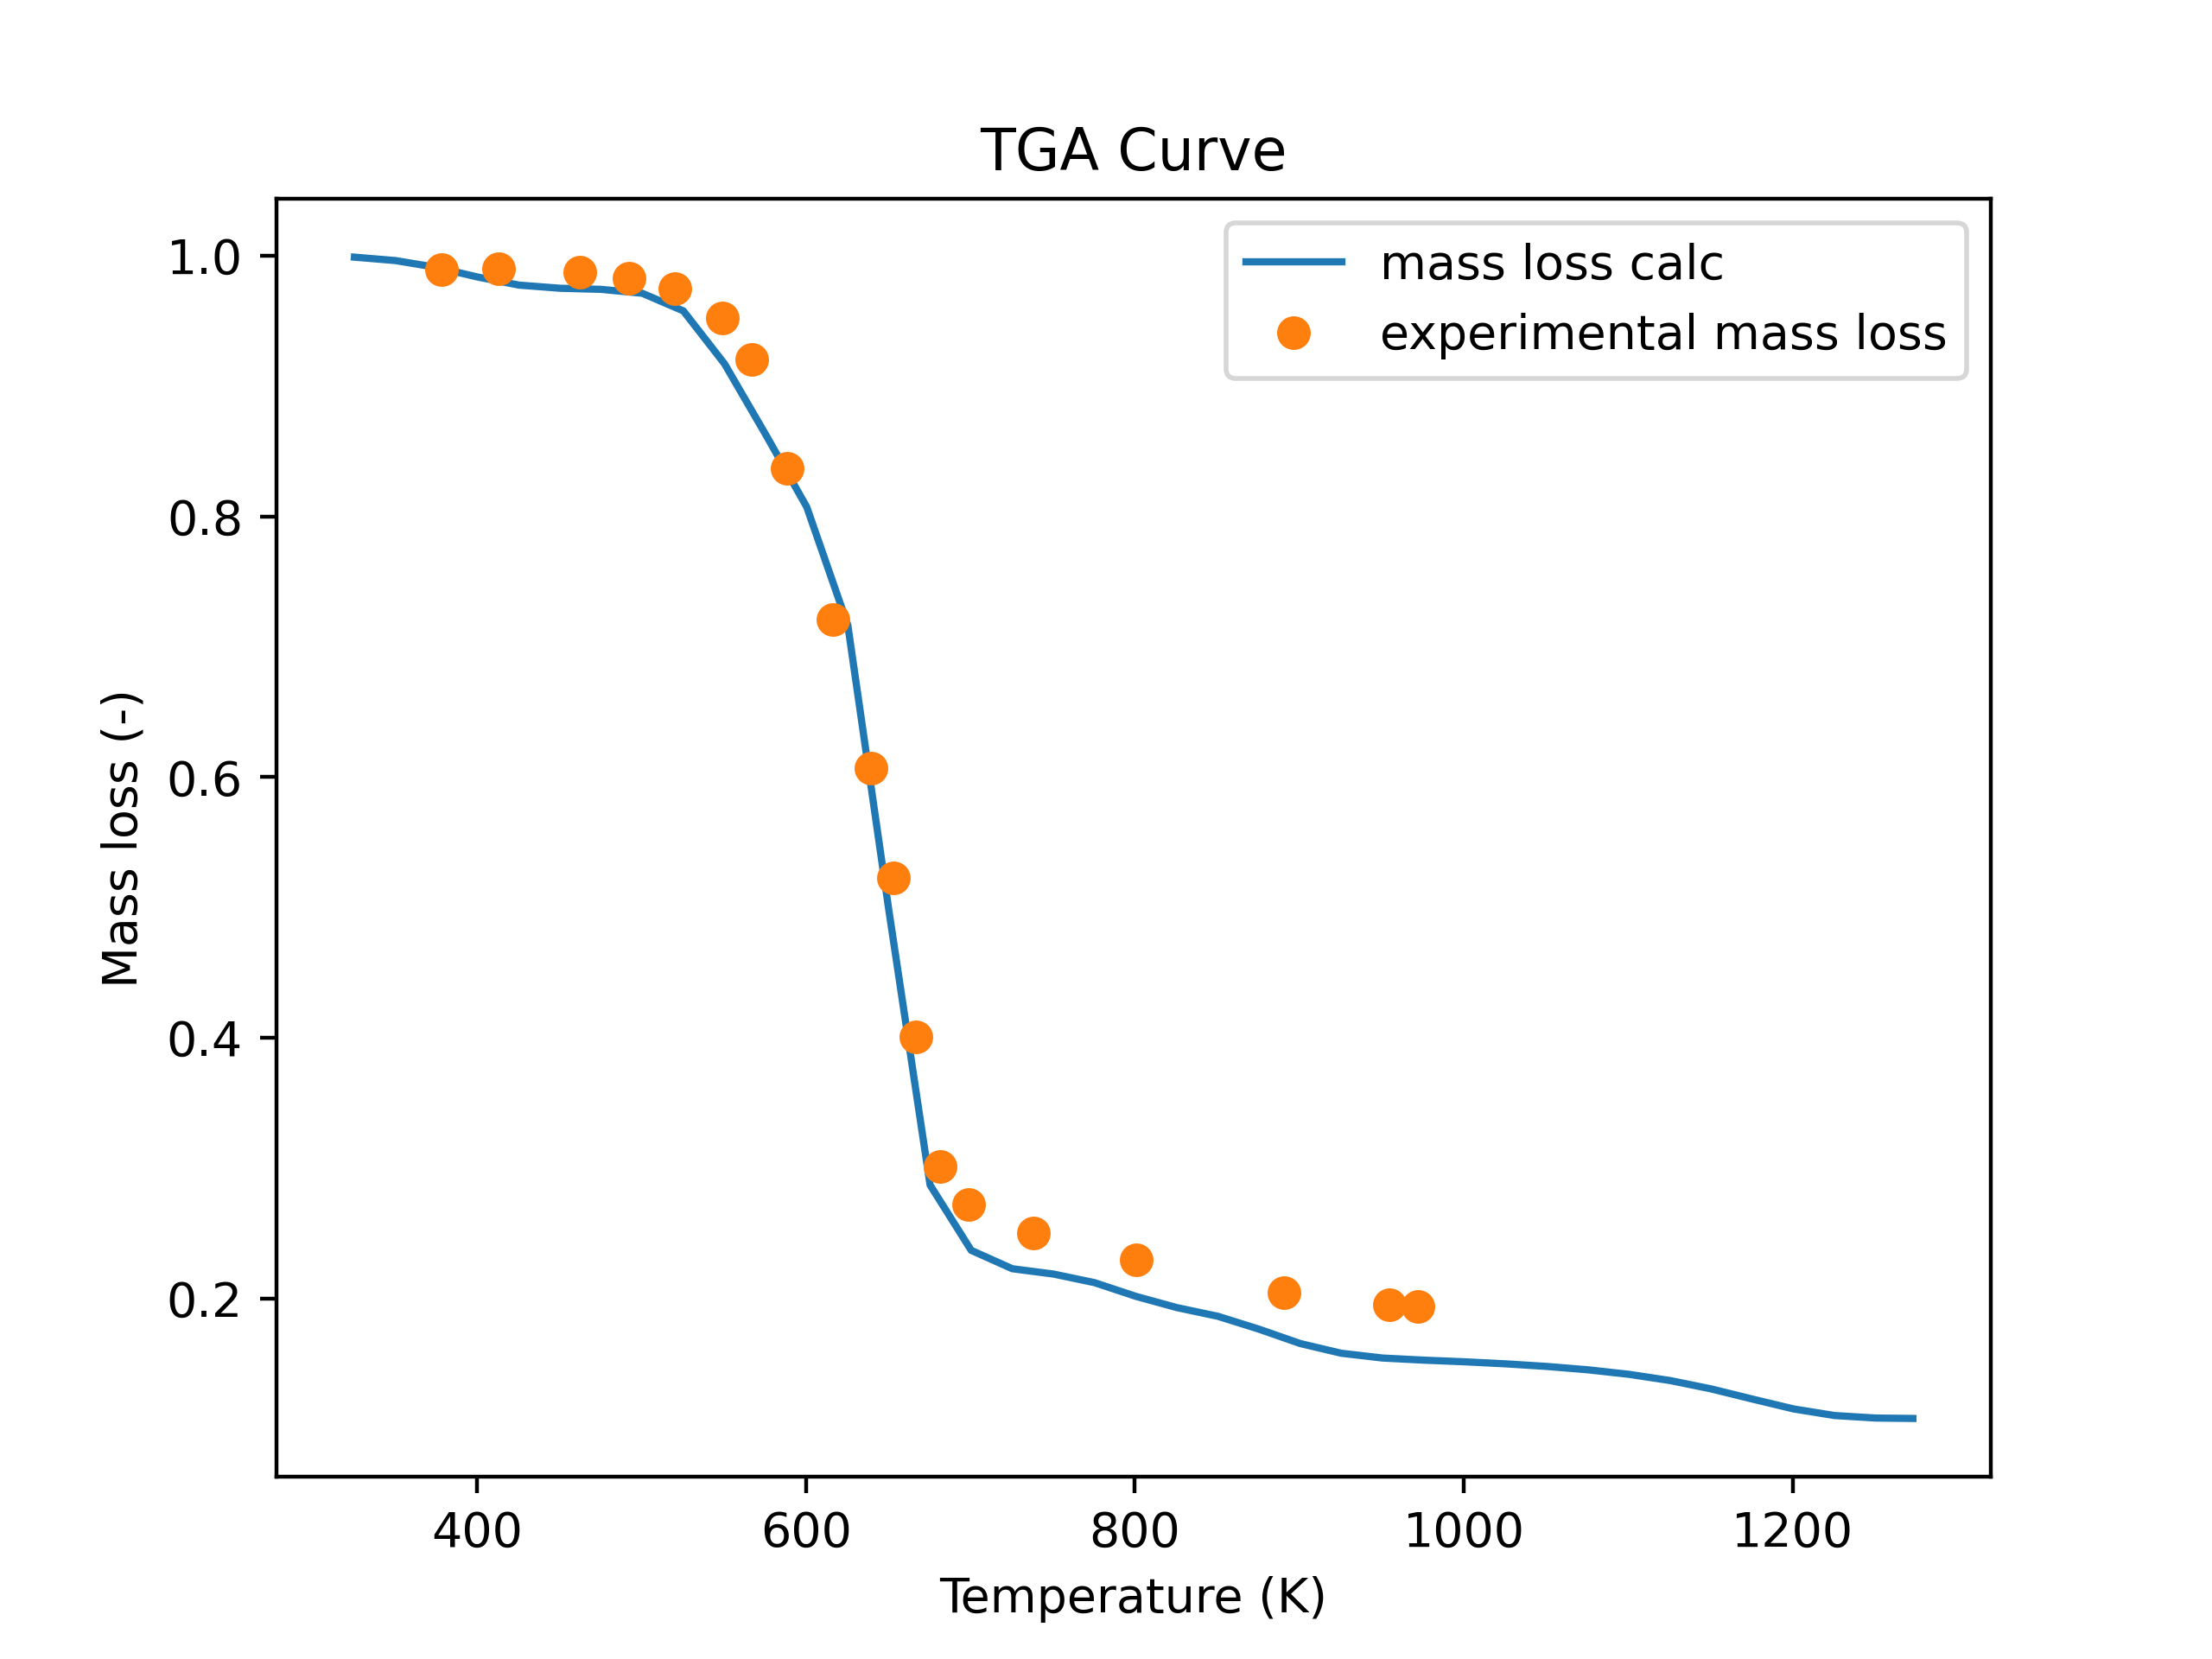 TGA Curve
mass loss calc
experimental mass loss
1.0
0.8
0.6
0.4
0.2
Mass loss (-)
400 600 800 1000 1200
Temperature (K)